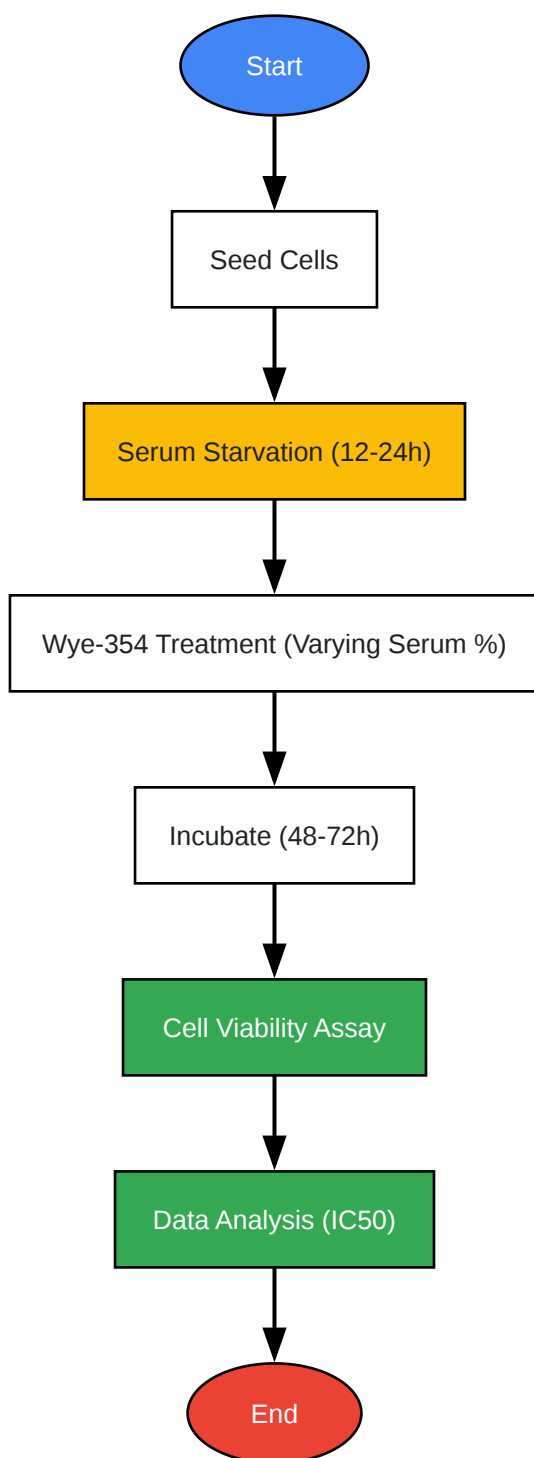 Start
Seed Cells
Serum Starvation (12-24h)
Wye-354 Treatment (Varying Serum %)
Incubate (48-72h)
Cell Viability Assay
Data Analysis (IC50)
End